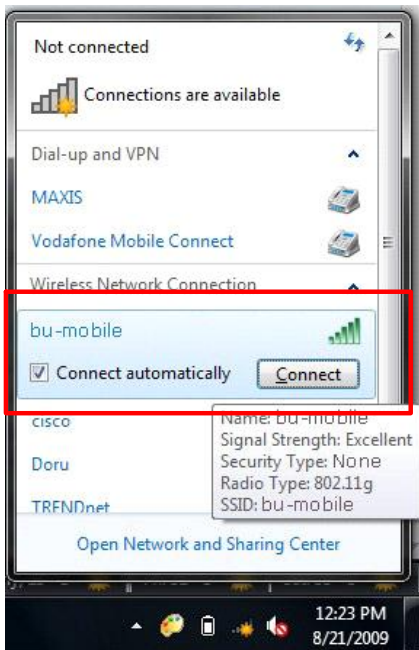 Not connected
Connections are available
Dial-up and VPN
MAXIS
Vodafone Mobile Connect
Wireless Network Connection
bu-mobile
Connect automatically
Connect
cisco
Name: bu-mobile
Signal Strength: Excellent
Doru
Security Type: None
Radio Type: 802.11g
TRENDnet
SSID: bu-mobile
Open Network and Sharing Center
12:23 PM
8/21/2009